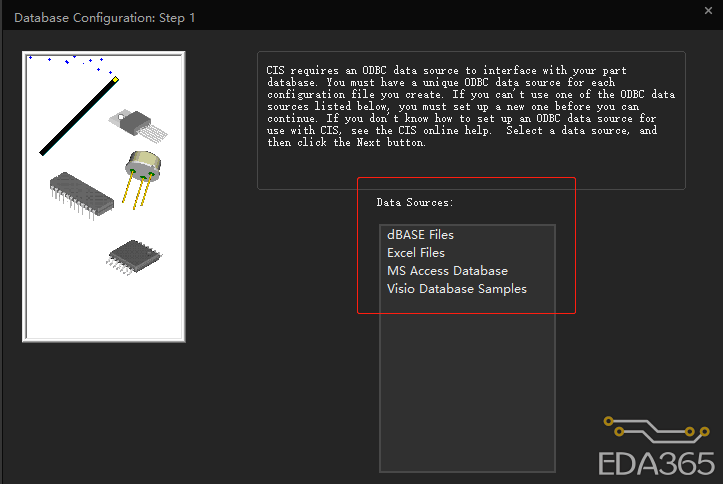 Database Configuration: Step 1
CIS requires an ODBC data source to interface with your part
database. You must have a unique ODBC data source for each
configuration file you create. If you can't use one of the ODBC data
sources listed below, you must set up a new one before you can
continue. If you don't know how to set up an ODBC data source for
use with CIS, see the CIS online help.  Select a data source, and
then click the Next button.
Data Sources:
dBASE Files
Excel Files
MS Access Database
Visio Database Samples
EDA365